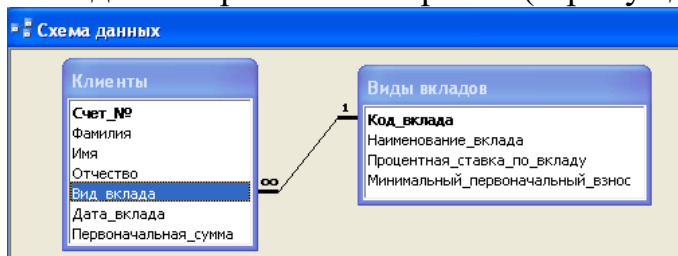 Схема данных
Клиенты
Счет_№
Фамилия
Имя
Отчество
Вид_вклада
Дата_вклада
Первоначальная_сумма
∞
1
Виды вкладов
Код_вклада
Наименование_вклада
Процентная_ставка_по_вкладу
Минимальный_первоначальный_взнос